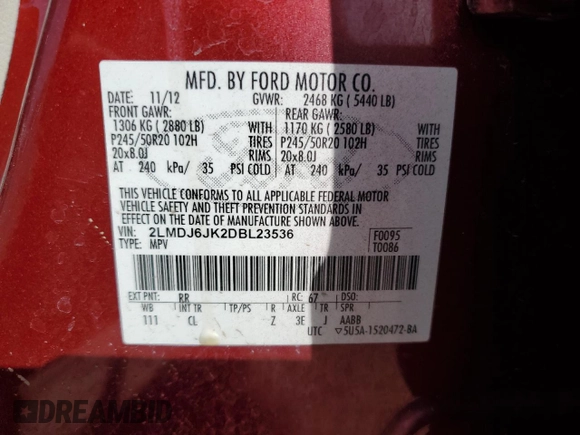 MFD. BY FORD MOTOR CO.
DATE: 11/12 GVWR: 2468 KG ( 5440 LB)
FRONT GAWR: REAR GAWR:
1306 KG ( 2880 LB) WITH 1170 KG ( 2580 LB) WITH
P245/50R20 102H TIRES P245/50R20 102H TIRES
20x8.0J RIMS 20x8.0J RIMS
AT 240 kPa/ 35 PSI COLD AT 240 kPa/ 35 PSI COLD
THIS VEHICLE CONFORMS TO ALL APPLICABLE FEDERAL MOTOR
VEHICLE SAFETY AND THEFT PREVENTION STANDARDS IN
EFFECT ON THE DATE OF MANUFACTURE SHOWN ABOVE.
VIN: 2LMDJ6JK2DBL23536 F0095
TYPE: MPV T0086
EXT PNT: RR RC: 67 DSO:
WB INT TR TP/PS R AXLE TR SPR
111 CL Z 3E J AABB
UTC ▽5U5A-1520472-BA
DREAMBID